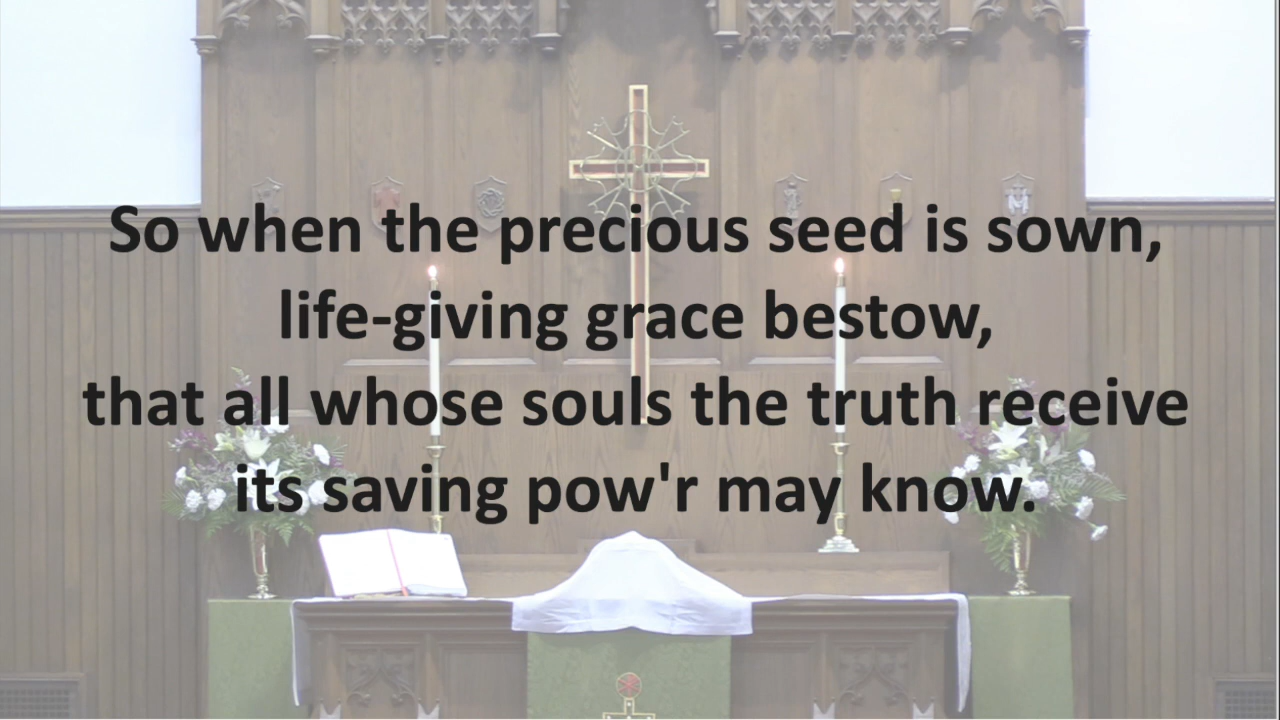 So when the precious seed is sown,
life-giving grace bestow,
that all whose souls the truth receive
its saving pow'r may know.